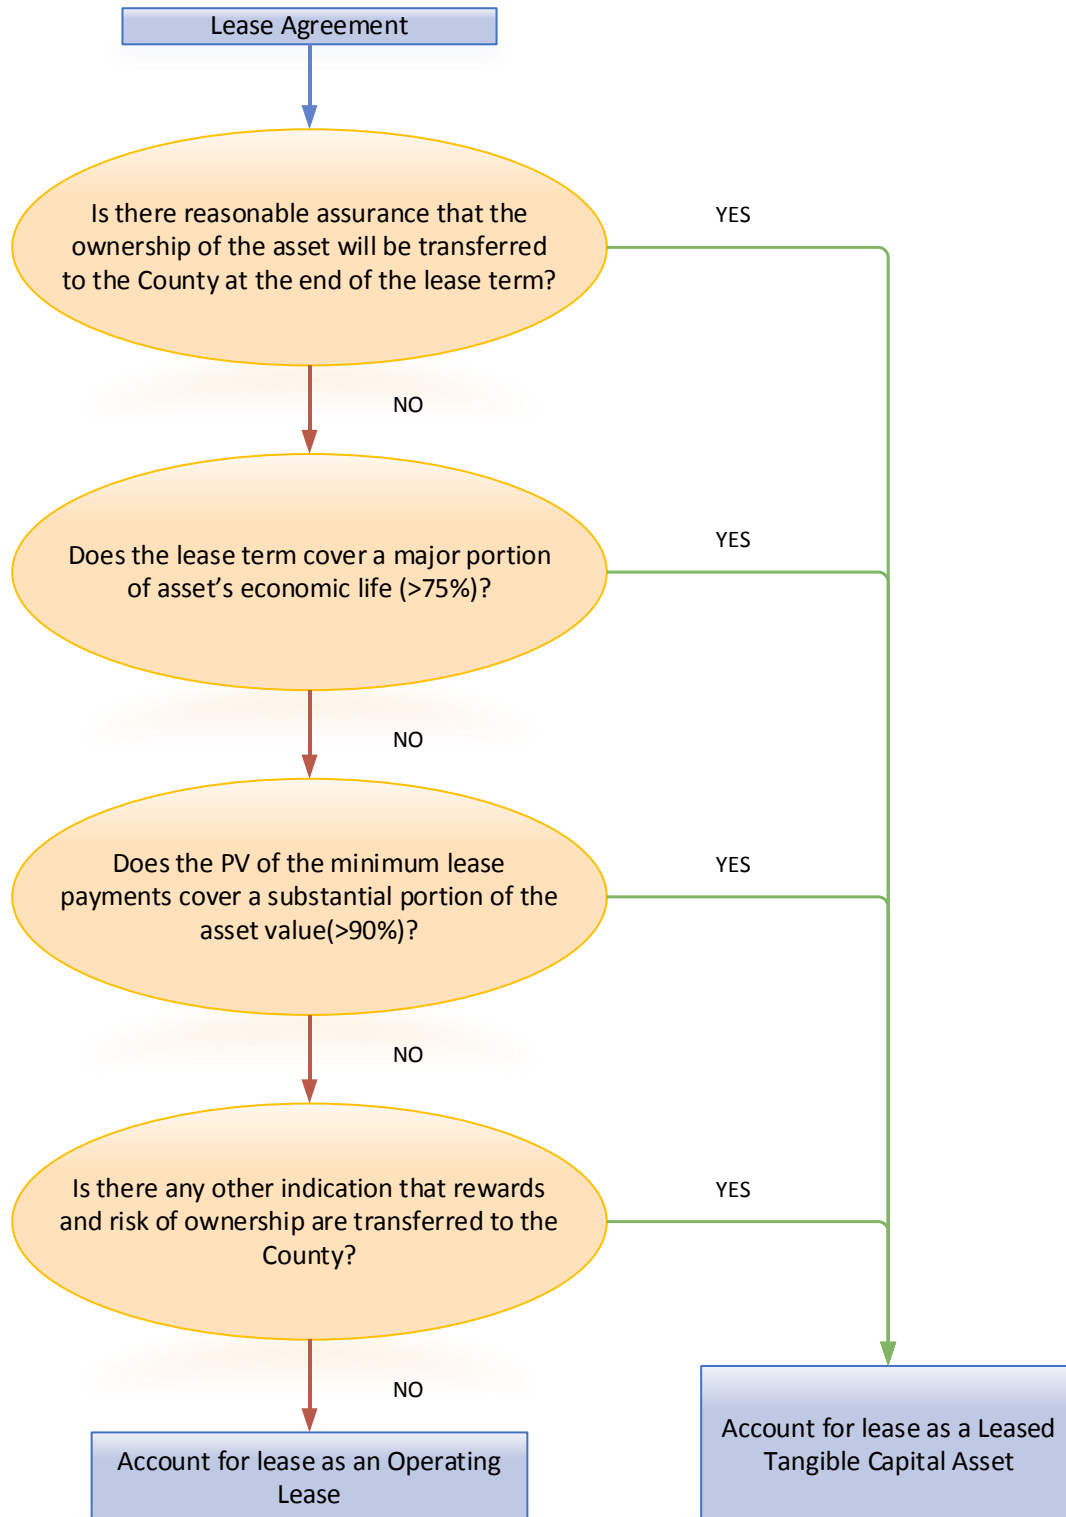 Lease Agreement
Is there reasonable assurance that the
ownership of the asset will be transferred
to the County at the end of the lease term?
YES
NO
Does the lease term cover a major portion
of asset’s economic life (>75%)?
YES
NO
Does the PV of the minimum lease
payments cover a substantial portion of the
asset value(>90%)?
YES
NO
Is there any other indication that rewards
and risk of ownership are transferred to the
County?
YES
NO
Account for lease as an Operating
Lease
Account for lease as a Leased
Tangible Capital Asset